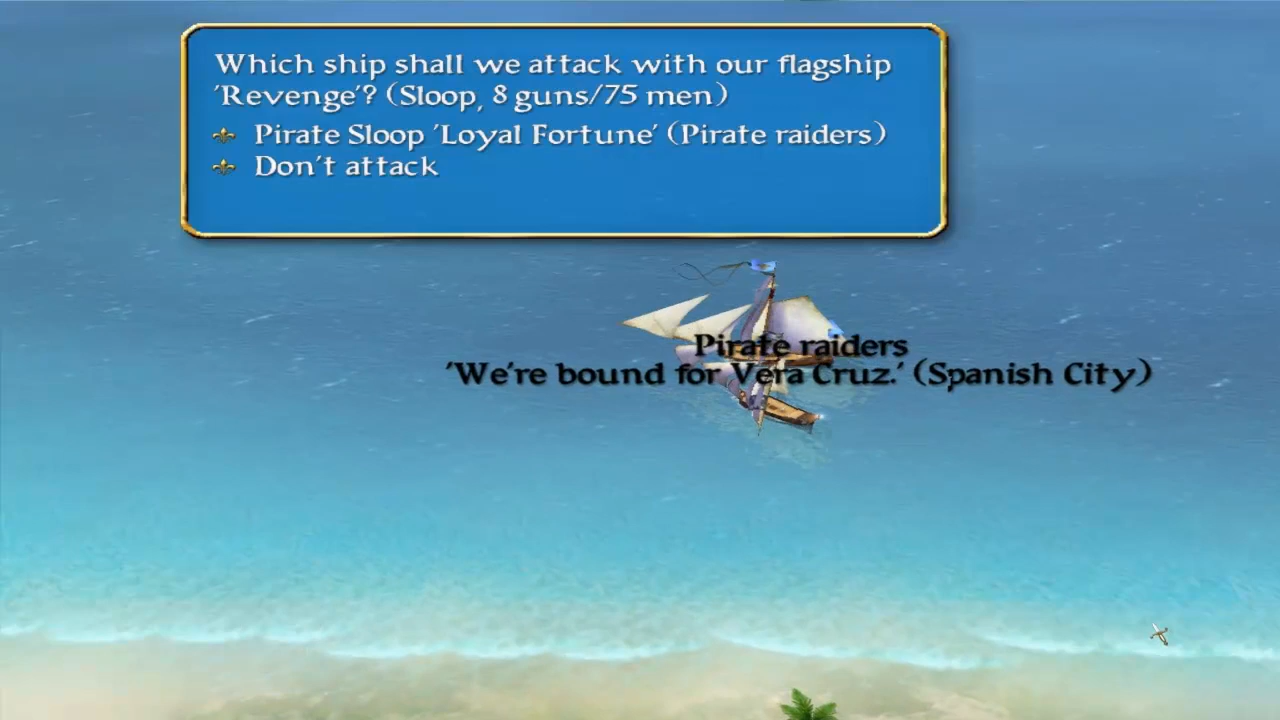 Which ship shall we attack with our flagship
'Revenge'? (Sloop, 8 guns/75 men)
Pirate Sloop 'Loyal Fortune' (Pirate raiders)
Don't attack
Pirate raiders
'We're bound for Vera Cruz.' (Spanish City)